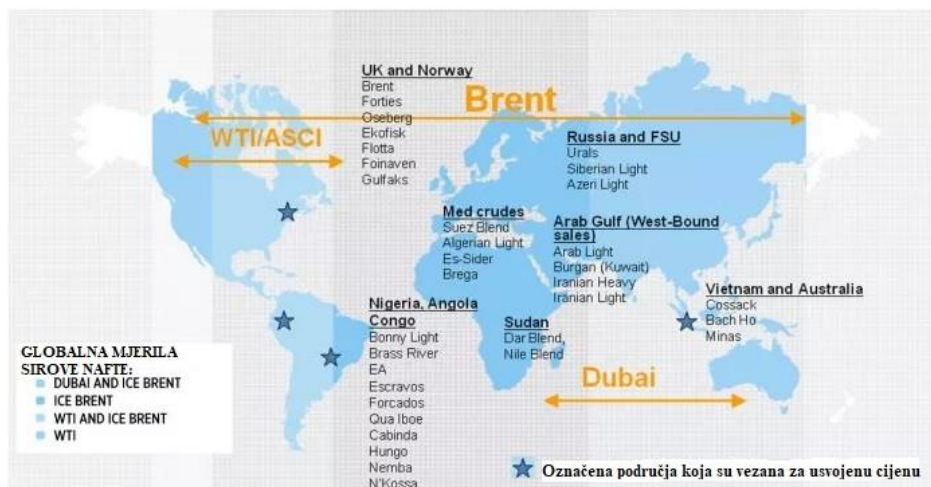 UK and Norway
Brent
Forties
Oseberg
Ekofisk
Flotta
Foinaven
Gulfaks
Brent
WTI/ASCI
Russia and FSU
Urals
Siberian Light
Azeri Light
Med crudes
Suez Blend
Algerian Light
Es-Sider
Brega
Arab Gulf (West-Bound
sales)
Arab Light
Burgan (Kuwait)
Iranian Heavy
Iranian Light
Vietnam and Australia
Cossack
Bach Ho
Minas
Nigeria, Angola
Congo
Bonny Light
Brass River
EA
Escravos
Forcados
Qua Iboe
Cabinda
Hungo
Nemba
N'Kossa
Sudan
Dar Blend,
Nile Blend
Dubai
GLOBALNA MJERILA
SIROVE NAFTE:
DUBAI AND ICE BRENT
ICE BRENT
WTI AND ICE BRENT
WTI
Označena područja koja su vezana za usvojenu cijenu